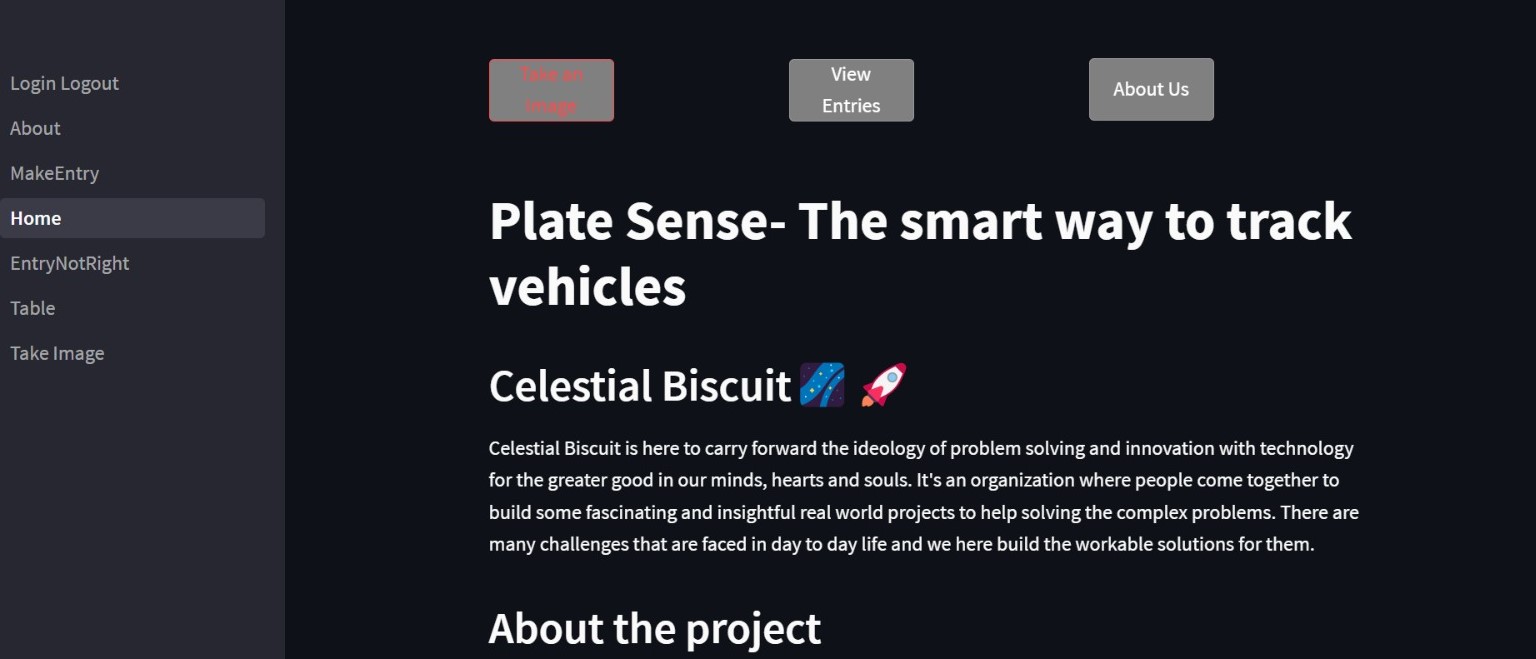 Login Logout
About
MakeEntry
Home
EntryNotRight
Table
Take Image
Take an
Image
View
Entries
About Us
Plate Sense- The smart way to track
vehicles
Celestial Biscuit
Celestial Biscuit is here to carry forward the ideology of problem solving and innovation with technology
for the greater good in our minds, hearts and souls. It's an organization where people come together to
build some fascinating and insightful real world projects to help solving the complex problems. There are
many challenges that are faced in day to day life and we here build the workable solutions for them.
About the project